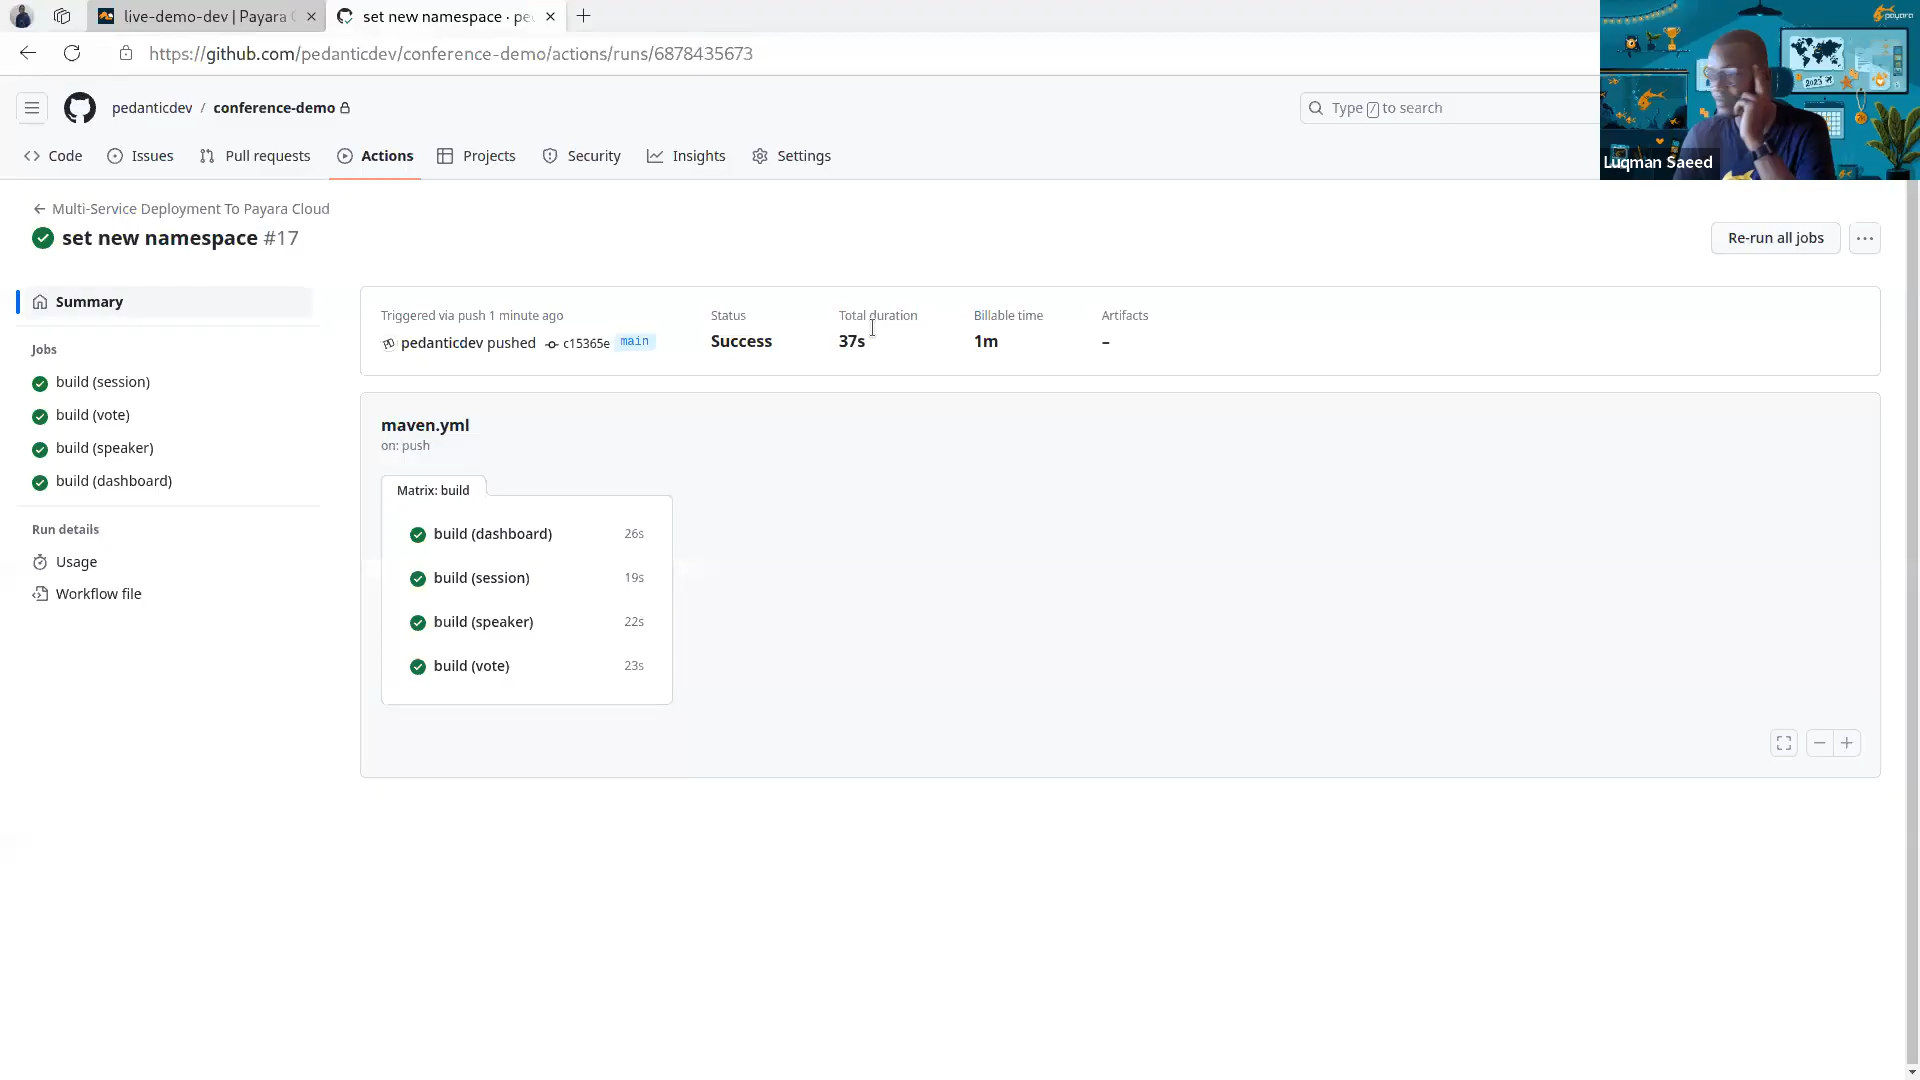 live-demo-dev | Payara
set new namespace · pe
https://github.com/pedanticdev/conference-demo/actions/runs/6878435673
payara
2023
Luqman Saeed
pedanticdev / conference-demo
Type / to search
Code
Issues
Pull requests
Actions
Projects
Security
Insights
Settings
Multi-Service Deployment To Payara Cloud
set new namespace #17
Re-run all jobs
Summary
Jobs
build (session)
build (vote)
build (speaker)
build (dashboard)
Run details
Usage
Workflow file
Triggered via push 1 minute ago
pedanticdev pushed c15365e main
Status
Success
Total duration
37s
Billable time
1m
Artifacts
–
maven.yml
on: push
Matrix: build
build (dashboard) 26s
build (session) 19s
build (speaker) 22s
build (vote) 23s